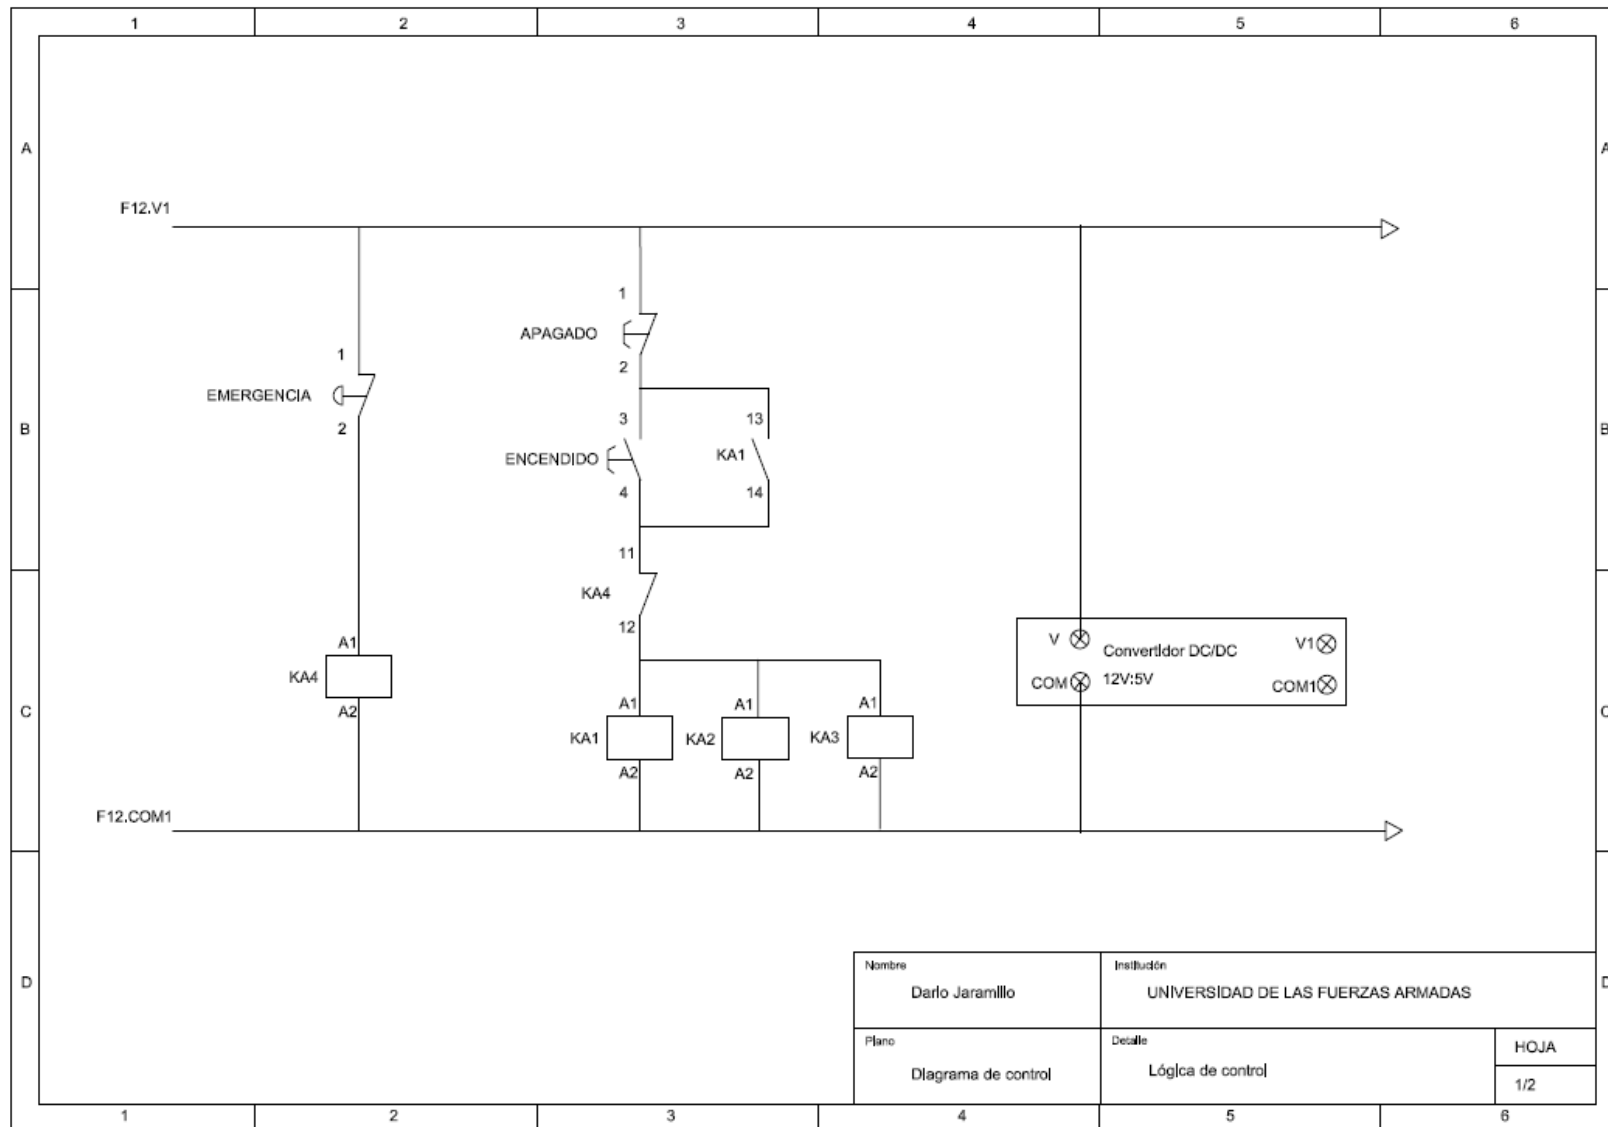 1 2 3 4 5 6
A A
F12.V1
1
APAGADO
2
1
EMERGENCIA
2
3 13
B B
ENCENDIDO KA1
4 14
11
KA4
12
A1
KA4
A2
V V1
Convertidor DC/DC
COM 12V:5V COM1
C C
A1 A1 A1
KA1 KA2 KA3
A2 A2 A2
F12.COM1
D D
Nombre
Dario Jaramillo
Institución
UNIVERSIDAD DE LAS FUERZAS ARMADAS
Plano
Diagrama de control
Detalle
Lógica de control
HOJA
1/2
1 2 3 4 5 6